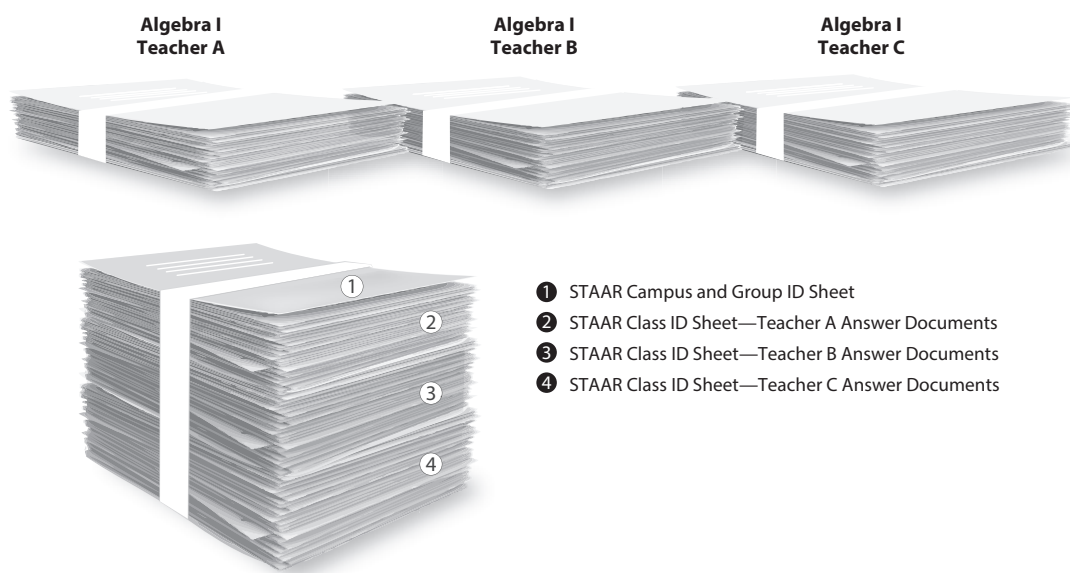 Algebra I
Teacher A
Algebra I
Teacher B
Algebra I
Teacher C
1
2
3
4
1 STAAR Campus and Group ID Sheet
2 STAAR Class ID Sheet—Teacher A Answer Documents
3 STAAR Class ID Sheet—Teacher B Answer Documents
4 STAAR Class ID Sheet—Teacher C Answer Documents